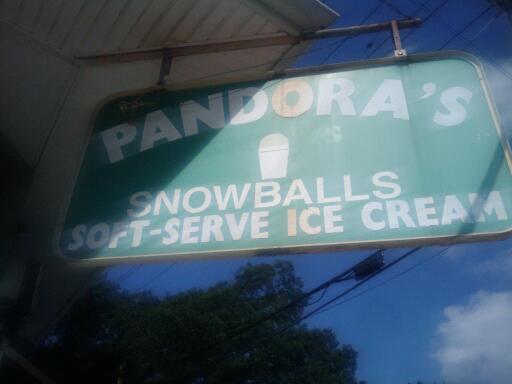 PANDORA'S
SNOWBALLS
SOFT-SERVE ICE CREAM